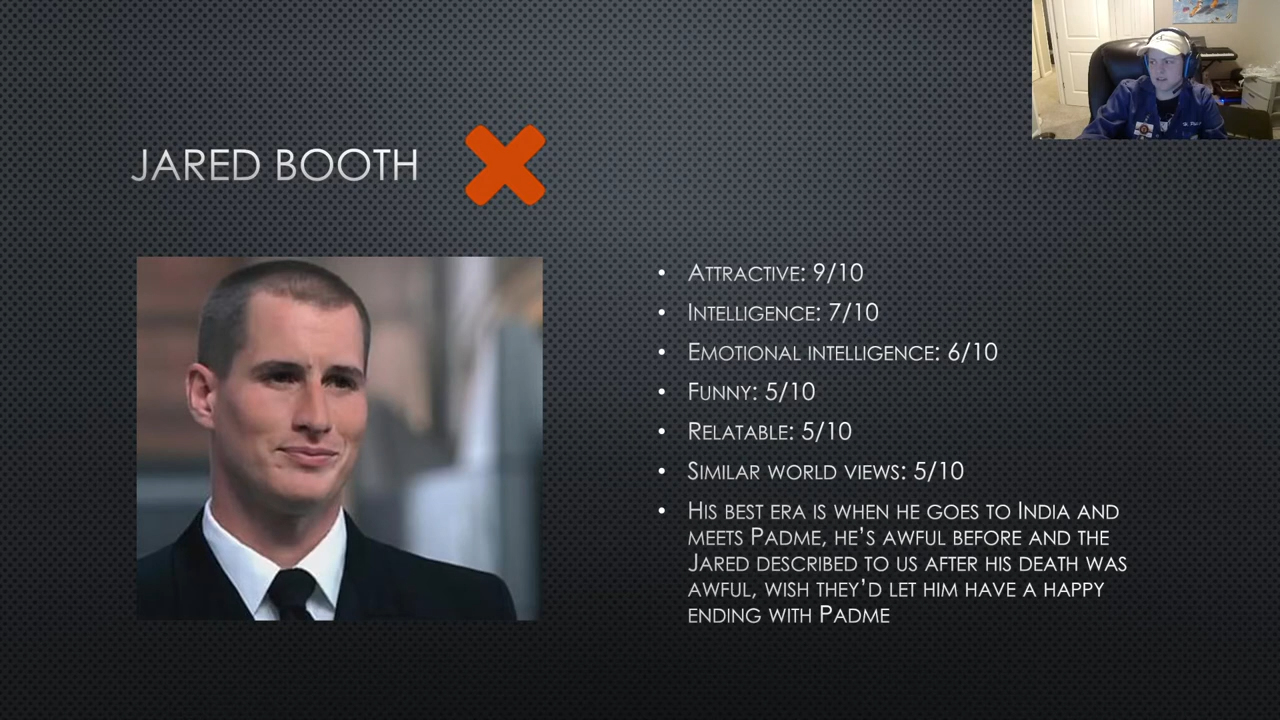 JARED BOOTH
• ATTRACTIVE: 9/10
• INTELLIGENCE: 7/10
• EMOTIONAL INTELLIGENCE: 6/10
• FUNNY: 5/10
• RELATABLE: 5/10
• SIMILAR WORLD VIEWS: 5/10
• HIS BEST ERA IS WHEN HE GOES TO INDIA AND
MEETS PADME, HE'S AWFUL BEFORE AND THE
JARED DESCRIBED TO US AFTER HIS DEATH WAS
AWFUL, WISH THEY'D LET HIM HAVE A HAPPY
ENDING WITH PADME